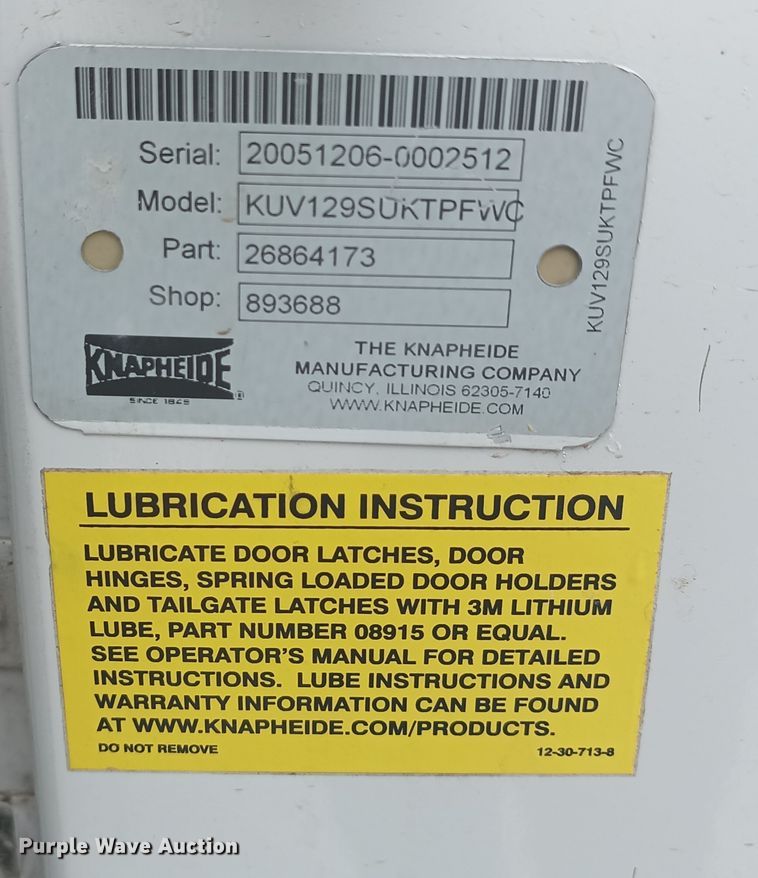 Serial: 20051206-0002512
Model: KUV129SUKTPFWC
Part: 26864173
Shop: 893688
KUV129SUKTPFWC
KNAPHEIDE
SINCE 1848
®
THE KNAPHEIDE
MANUFACTURING COMPANY
QUINCY, ILLINOIS 62305-7140
WWW.KNAPHEIDE.COM
LUBRICATION INSTRUCTION
LUBRICATE DOOR LATCHES, DOOR
HINGES, SPRING LOADED DOOR HOLDERS
AND TAILGATE LATCHES WITH 3M LITHIUM
LUBE, PART NUMBER 08915 OR EQUAL.
SEE OPERATOR'S MANUAL FOR DETAILED
INSTRUCTIONS. LUBE INSTRUCTIONS AND
WARRANTY INFORMATION CAN BE FOUND
AT WWW.KNAPHEIDE.COM/PRODUCTS.
DO NOT REMOVE 12-30-713-8
Purple Wave Auction